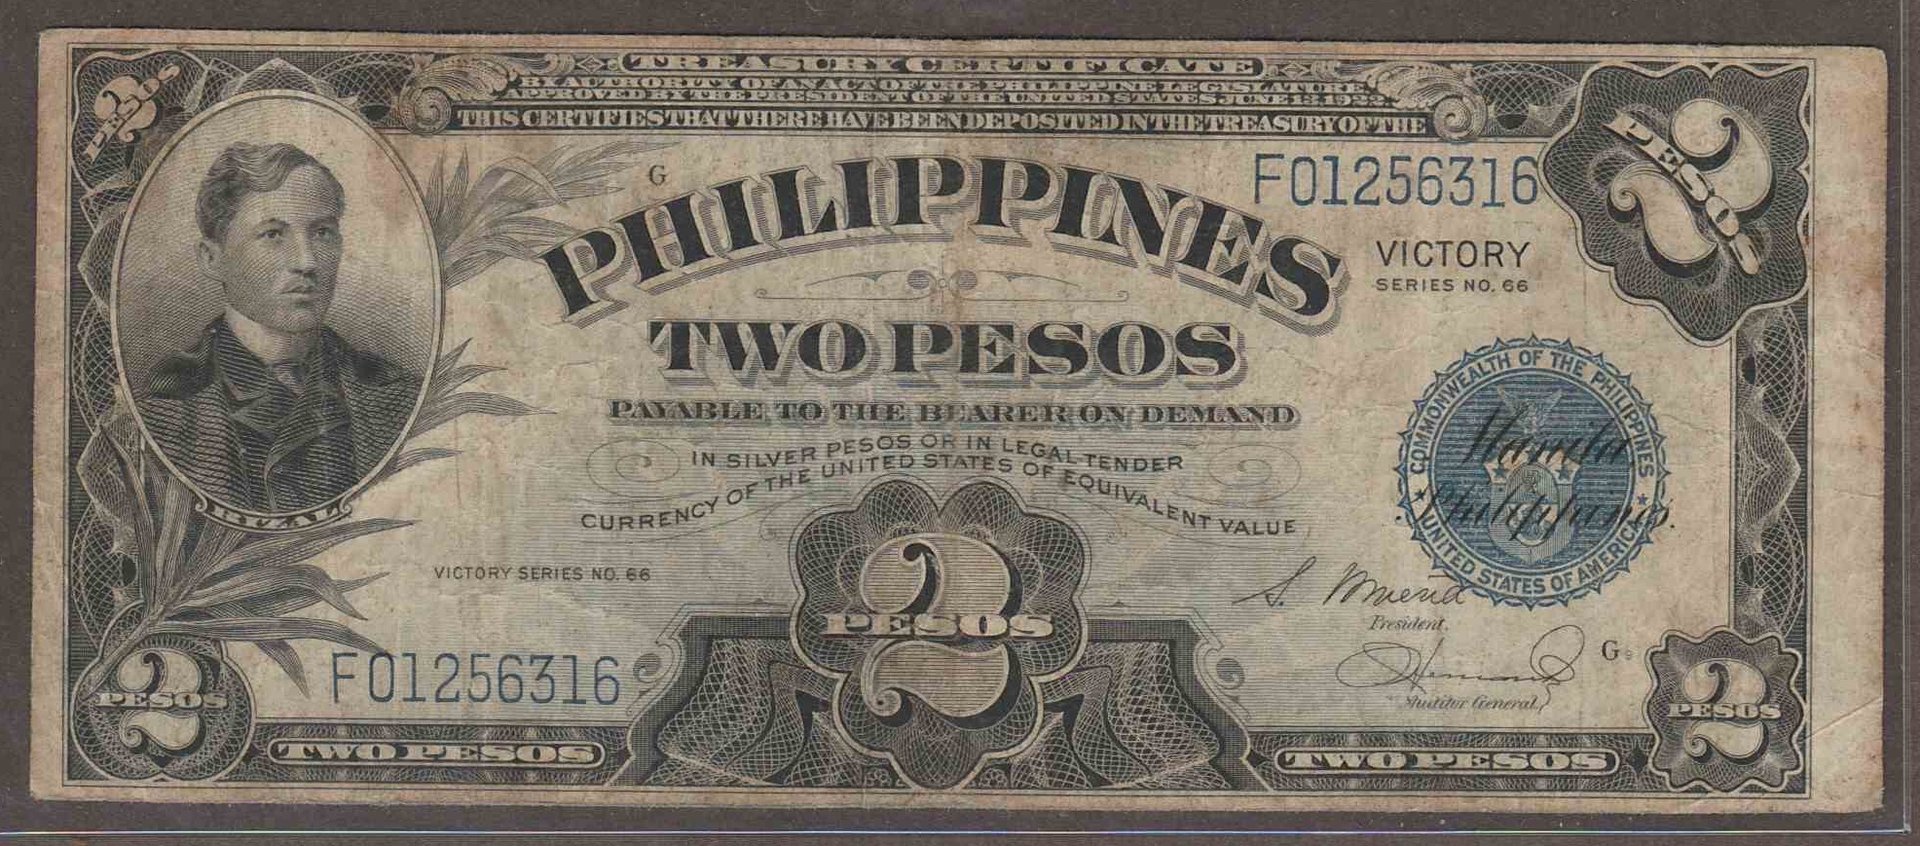 2 PESOS
TREASURY CERTIFICATE
BY AUTHORITY OF AN ACT OF THE PHILIPPINE LEGISLATURE
APPROVED BY THE PRESIDENT OF THE UNITED STATES JUNE 13, 1922
THIS CERTIFIES THAT THERE HAVE BEEN DEPOSITED IN THE TREASURY OF THE
2 PESOS
G
PHILIPPINES
F01256316
VICTORY
SERIES NO. 66
TWO PESOS
PAYABLE TO THE BEARER ON DEMAND
IN SILVER PESOS OR IN LEGAL TENDER
CURRENCY OF THE UNITED STATES OF EQUIVALENT VALUE
COMMONWEALTH OF THE PHILIPPINES
Manila,
Philippines.
UNITED STATES OF AMERICA
RIZAL
VICTORY SERIES NO. 66
S. Osmeña
President.
2 PESOS
F01256316
G
Auditor General.
2 PESOS
2 PESOS
TWO PESOS
TWO PESOS